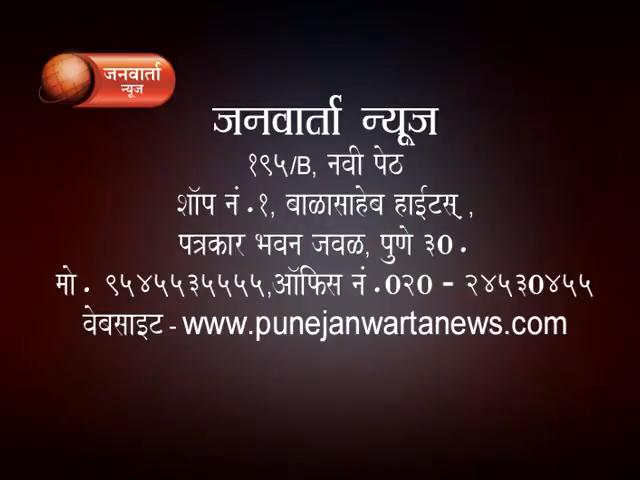 जनवार्ता
न्यूज
जनवार्ता न्यूज
१९५/B, नवी पेठ
शॉप नं.१, बाळासाहेब हाईटस्,
पत्रकार भवन जवळ, पुणे ३०.
मो. ९५४५५३५५५५,ऑफिस नं.०२० - २४५३०४५५
वेबसाइट - www.punejanwartanews.com